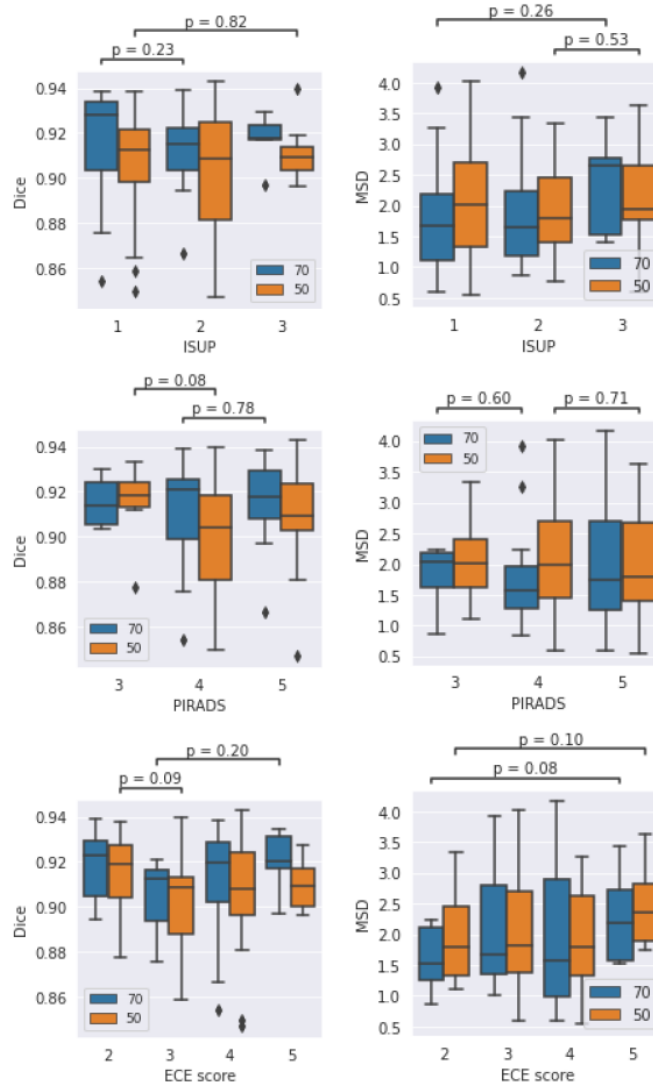 p = 0.82
p = 0.23
0.94
0.92
0.90
0.88
0.86
Dice
70
50
1 2 3
ISUP
p = 0.26
p = 0.53
4.0
3.5
3.0
2.5
2.0
1.5
1.0
0.5
MSD
70
50
1 2 3
ISUP
p = 0.08
p = 0.78
0.94
0.92
0.90
0.88
0.86
Dice
70
50
3 4 5
PIRADS
p = 0.60 p = 0.71
4.0
3.5
3.0
2.5
2.0
1.5
1.0
0.5
MSD
70
50
3 4 5
PIRADS
p = 0.20
p = 0.09
0.94
0.92
0.90
0.88
0.86
Dice
70
50
2 3 4 5
ECE score
p = 0.10
p = 0.08
4.0
3.5
3.0
2.5
2.0
1.5
1.0
0.5
MSD
70
50
2 3 4 5
ECE score